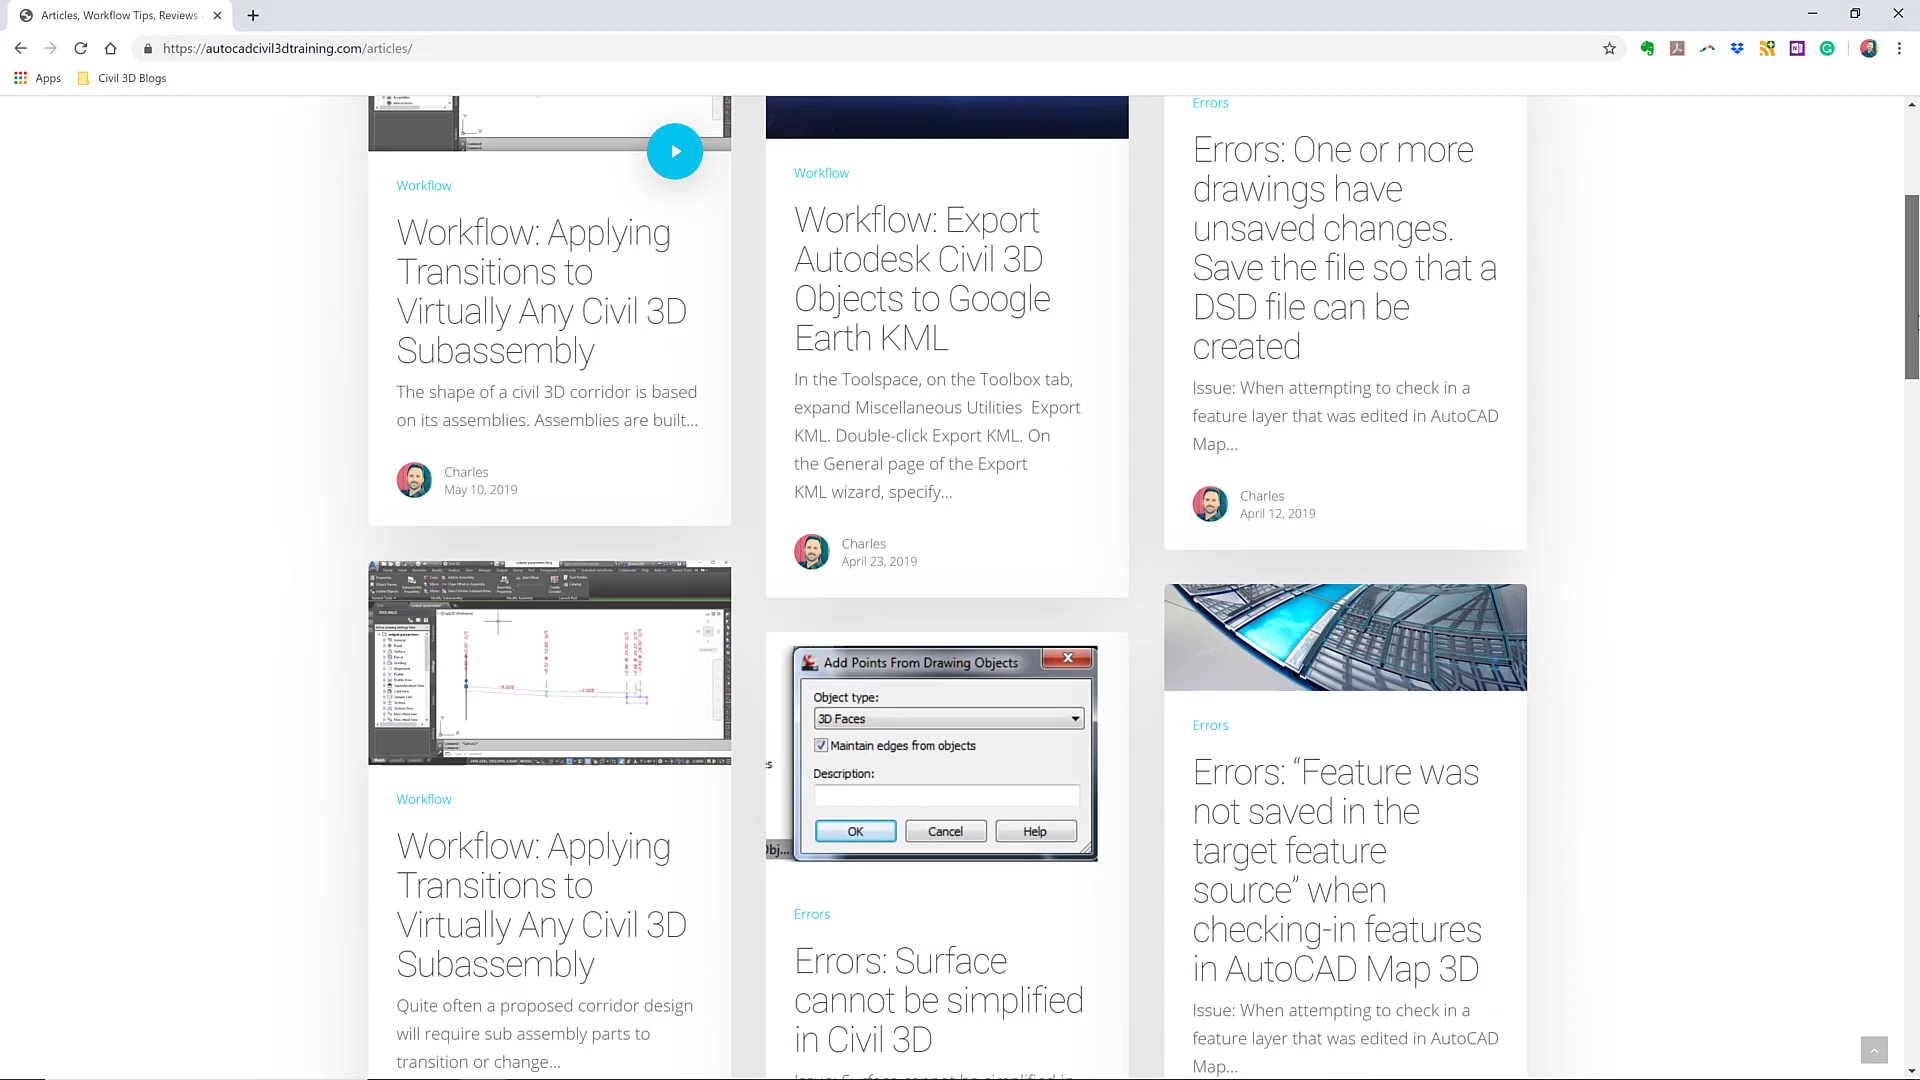 Articles, Workflow Tips, Reviews
https://autocadcivil3dtraining.com/articles/
Apps
Civil 3D Blogs
Workflow
Workflow: Applying
Transitions to
Virtually Any Civil 3D
Subassembly
The shape of a civil 3D corridor is based
on its assemblies. Assemblies are built...
Charles
May 10, 2019
Workflow
Workflow: Applying
Transitions to
Virtually Any Civil 3D
Subassembly
Quite often a proposed corridor design
will require sub assembly parts to
transition or change...
Workflow
Workflow: Export
Autodesk Civil 3D
Objects to Google
Earth KML
In the Toolspace, on the Toolbox tab,
expand Miscellaneous Utilities Export
KML. Double-click Export KML. On
the General page of the Export
KML wizard, specify...
Charles
April 23, 2019
Add Points From Drawing Objects
Object type:
3D Faces
Maintain edges from objects
Description:
OK
Cancel
Help
Obj...
Errors
Errors: Surface
cannot be simplified
in Civil 3D
Errors
Errors: One or more
drawings have
unsaved changes.
Save the file so that a
DSD file can be
created
Issue: When attempting to check in a
feature layer that was edited in AutoCAD
Map...
Charles
April 12, 2019
Errors
Errors: “Feature was
not saved in the
target feature
source” when
checking-in features
in AutoCAD Map 3D
Issue: When attempting to check in a
feature layer that was edited in AutoCAD
Map...